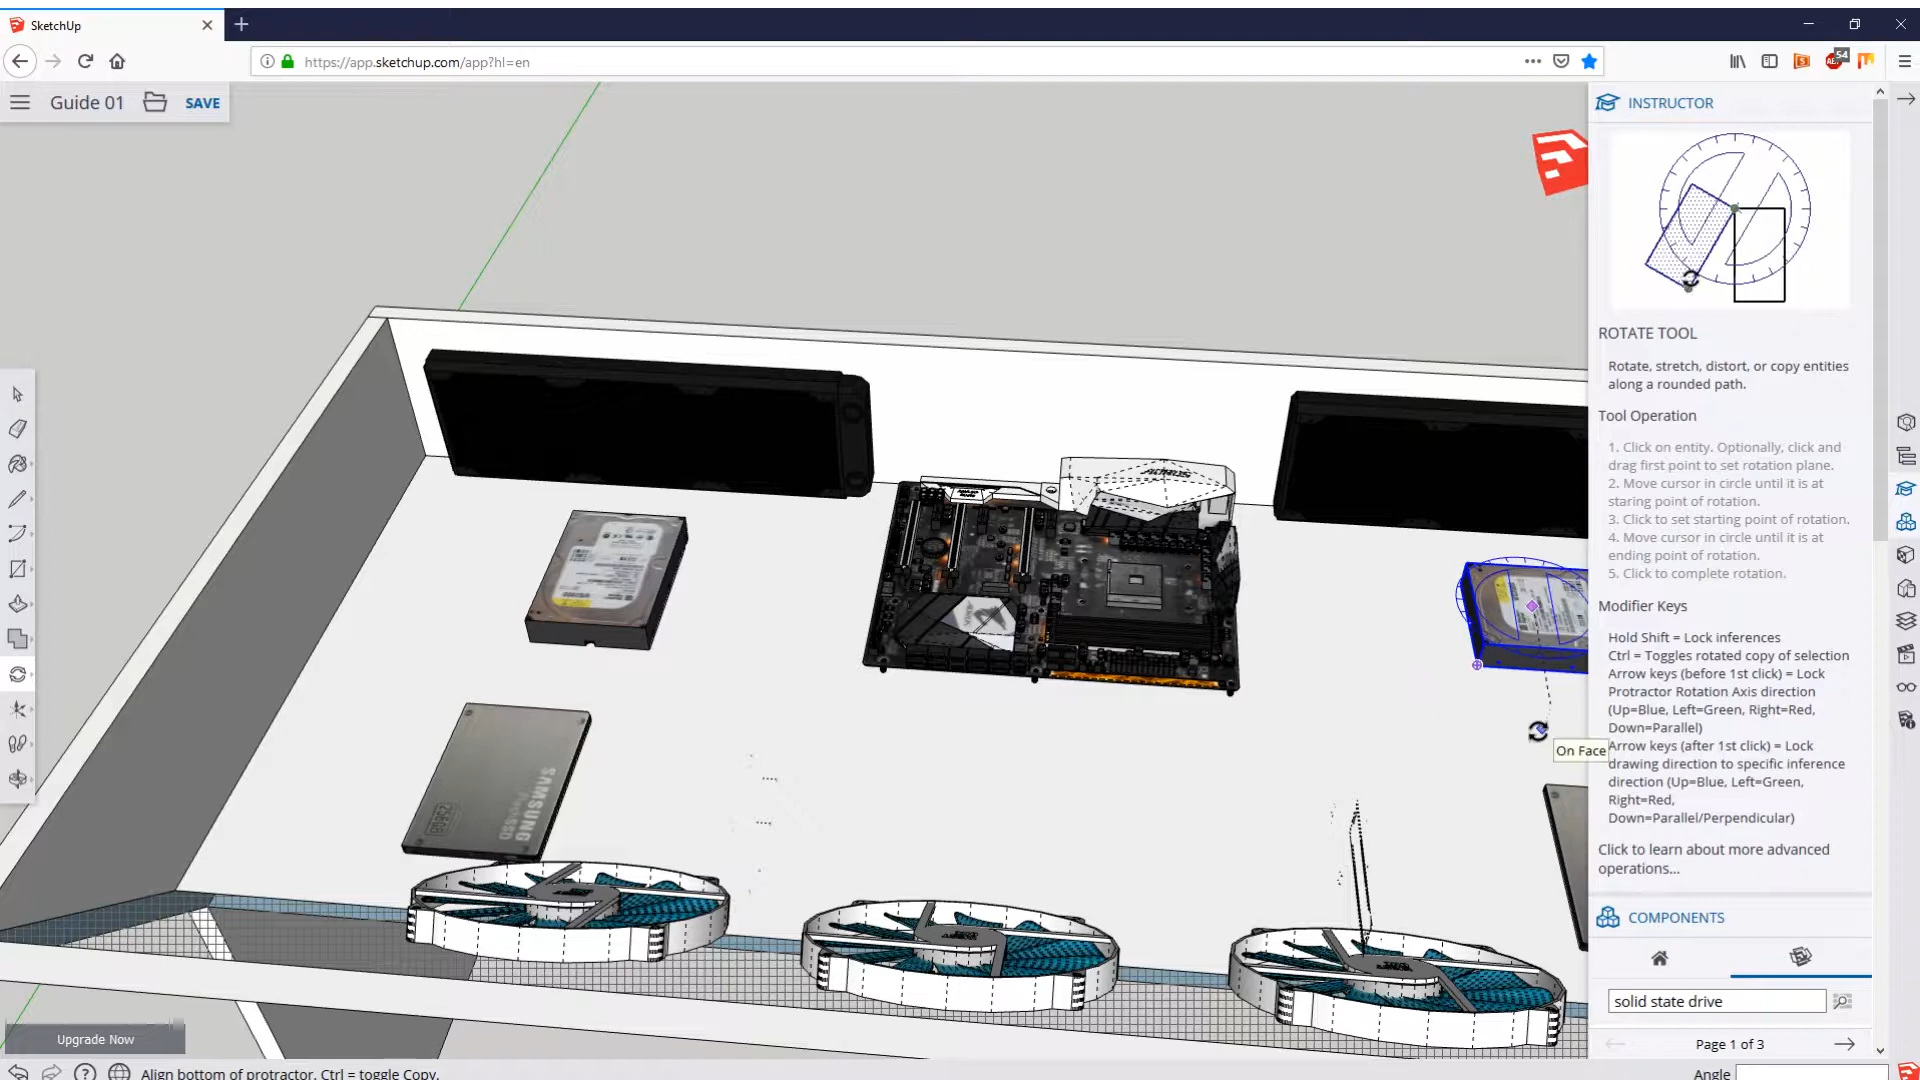 SketchUp
https://app.sketchup.com/app?hl=en
54
Guide 01
SAVE
INSTRUCTOR
ROTATE TOOL
Rotate, stretch, distort, or copy entities
along a rounded path.
Tool Operation
1. Click on entity. Optionally, click and
drag first point to set rotation plane.
2. Move cursor in circle until it is at
staring point of rotation.
3. Click to set starting point of rotation.
4. Move cursor in circle until it is at
ending point of rotation.
5. Click to complete rotation.
Modifier Keys
Hold Shift = Lock inferences
Ctrl = Toggles rotated copy of selection
Arrow keys (before 1st click) = Lock
Protractor Rotation Axis direction
(Up=Blue, Left=Green, Right=Red,
Down=Parallel)
Arrow keys (after 1st click) = Lock
drawing direction to specific inference
direction (Up=Blue, Left=Green,
Right=Red,
Down=Parallel/Perpendicular)
Click to learn about more advanced
operations...
On Face
SAMSUNG
256GB
COMPONENTS
solid state drive
Page 1 of 3
Upgrade Now
Align bottom of protractor. Ctrl = toggle Copy.
Angle